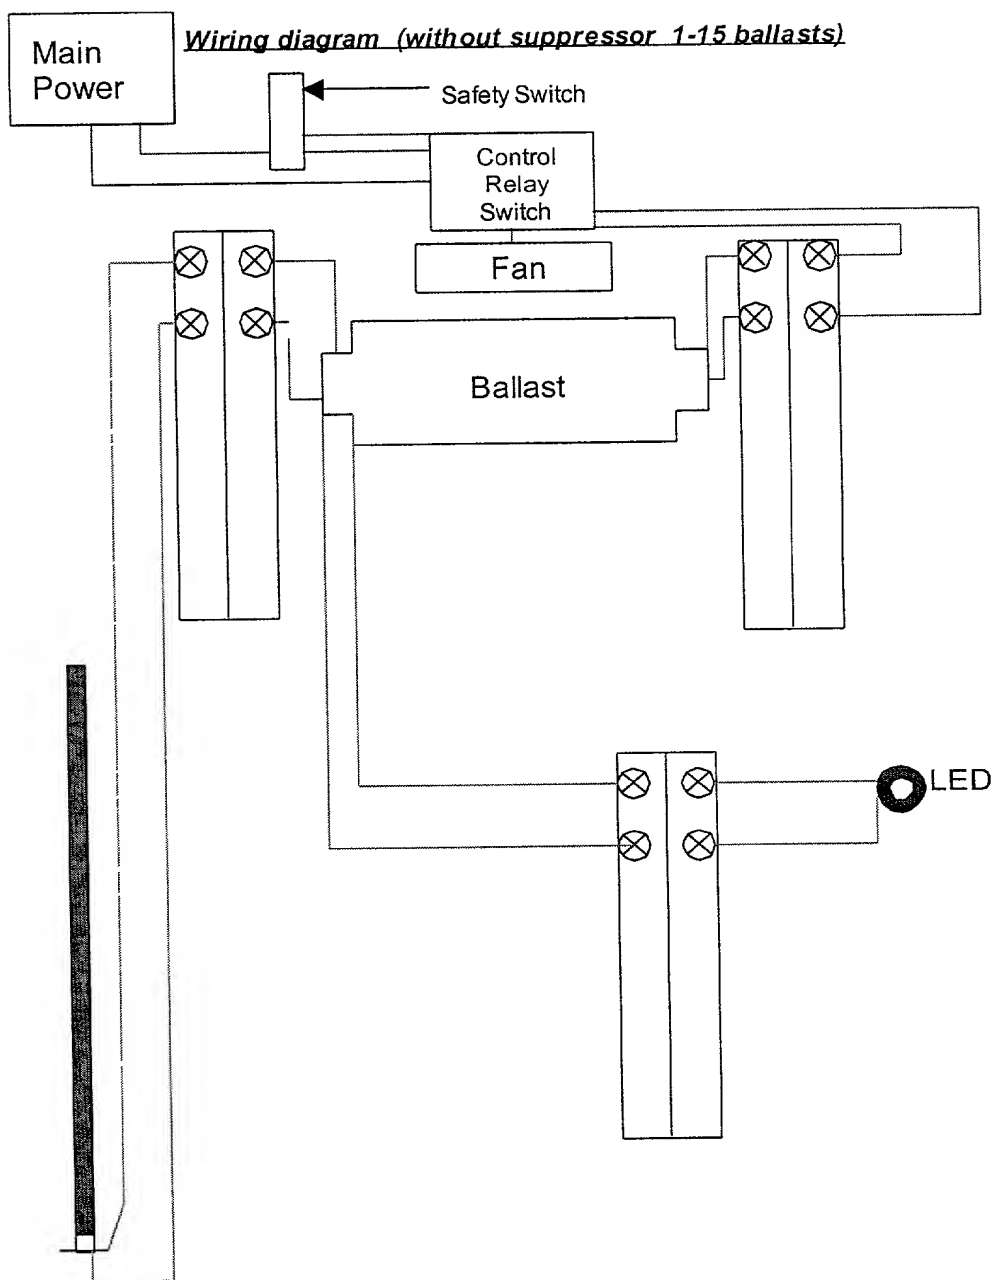 Wiring diagram (without suppressor 1-15 ballasts)
Main
Power
Safety Switch
Control
Relay
Switch
Fan
Ballast
LED